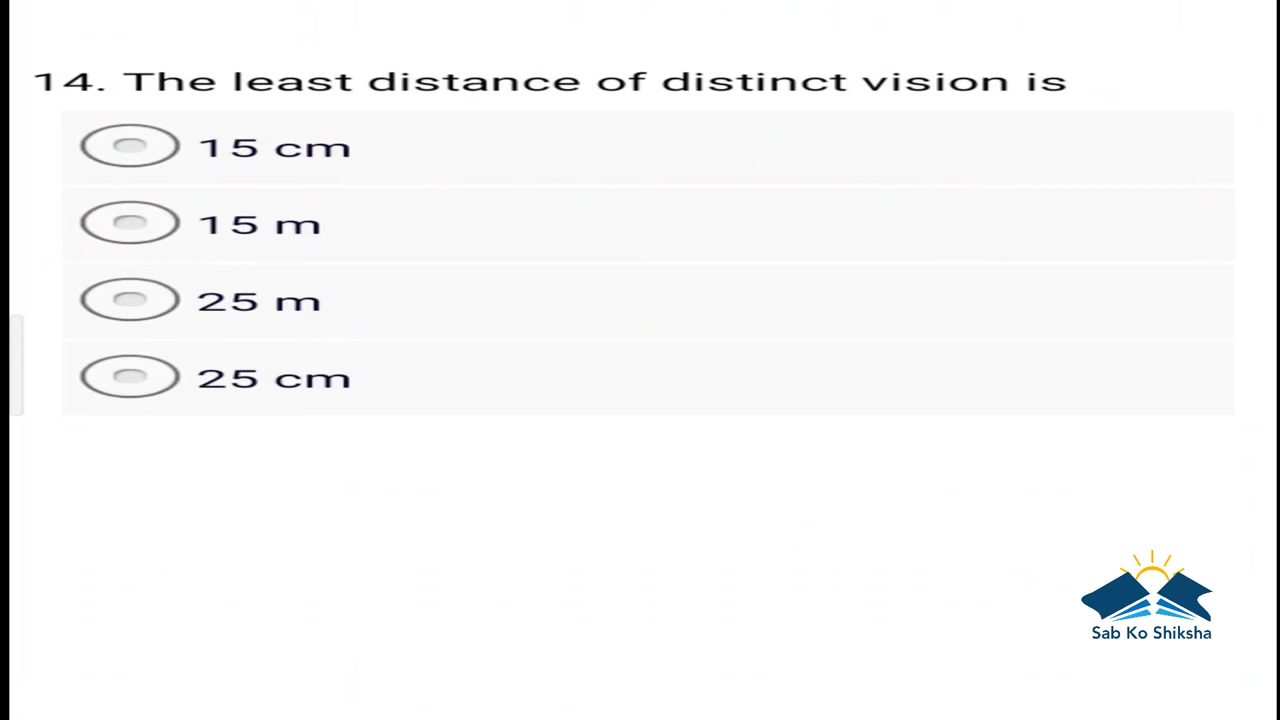 14. The least distance of distinct vision is
15 cm
15 m
25 m
25 cm
Sab Ko Shiksha